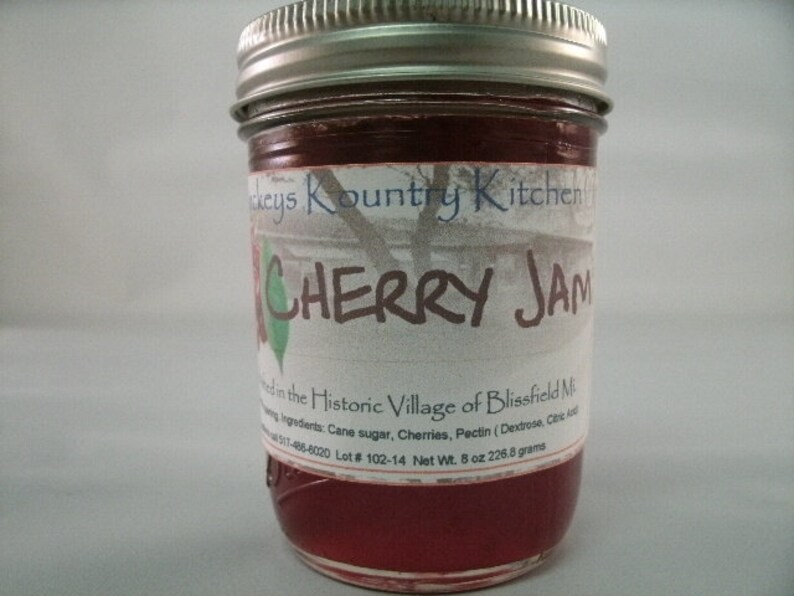 Kountry Kitchen
CHERRY JAM
in the Historic Village of Blissfield Mi.
Ingredients: Cane sugar, Cherries, Pectin ( Dextrose, Citric Acid)
call 517-486-6020 Lot # 102-14 Net Wt. 8 oz 226.8 grams